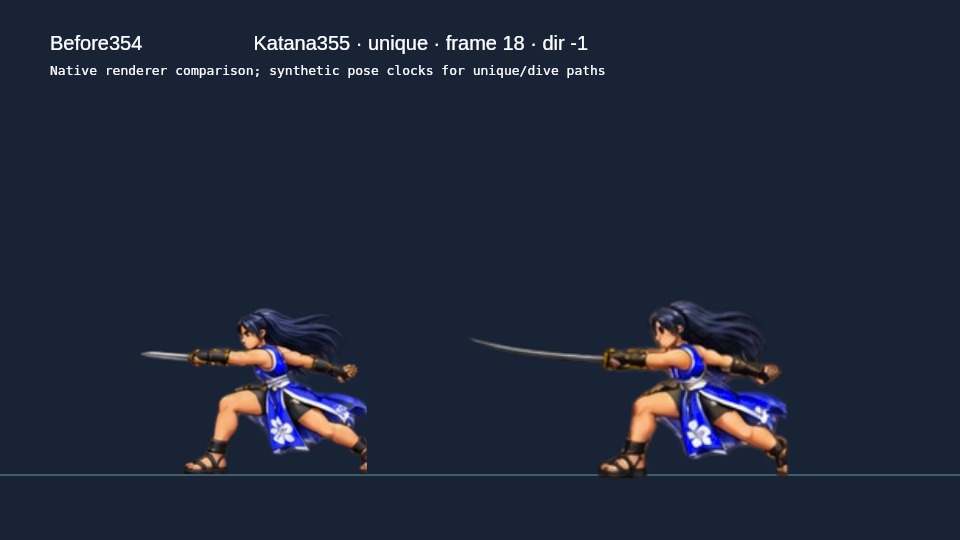 Before354 Katana355 · unique · frame 18 · dir -1
Native renderer comparison; synthetic pose clocks for unique/dive paths